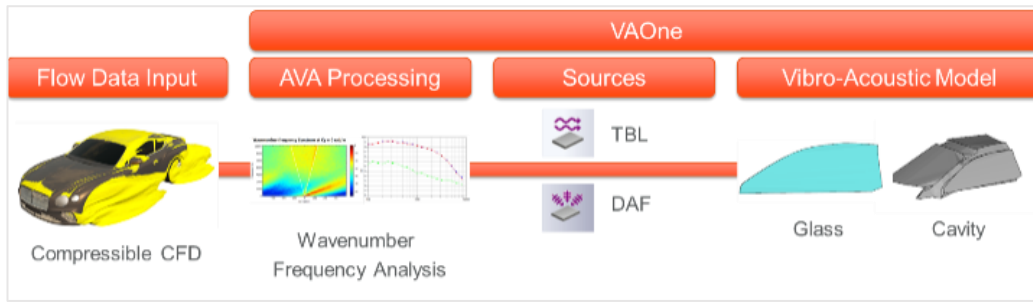 VAOne
Flow Data Input
AVA Processing
Sources
Vibro-Acoustic Model
TBL
DAF
Compressible CFD
Wavenumber
Frequency Analysis
Glass
Cavity